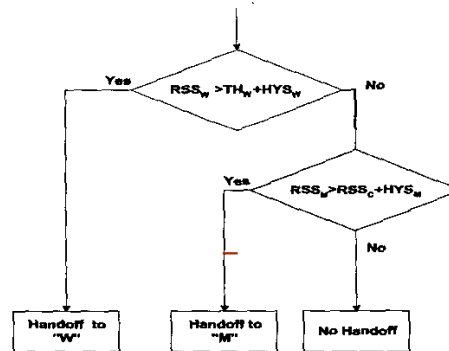 Yes
RSSW >THW+HYSW
No
Yes
RSSM>RSSC+HYSM
No
Handoff to
"W"
Handoff to
"M"
No Handoff